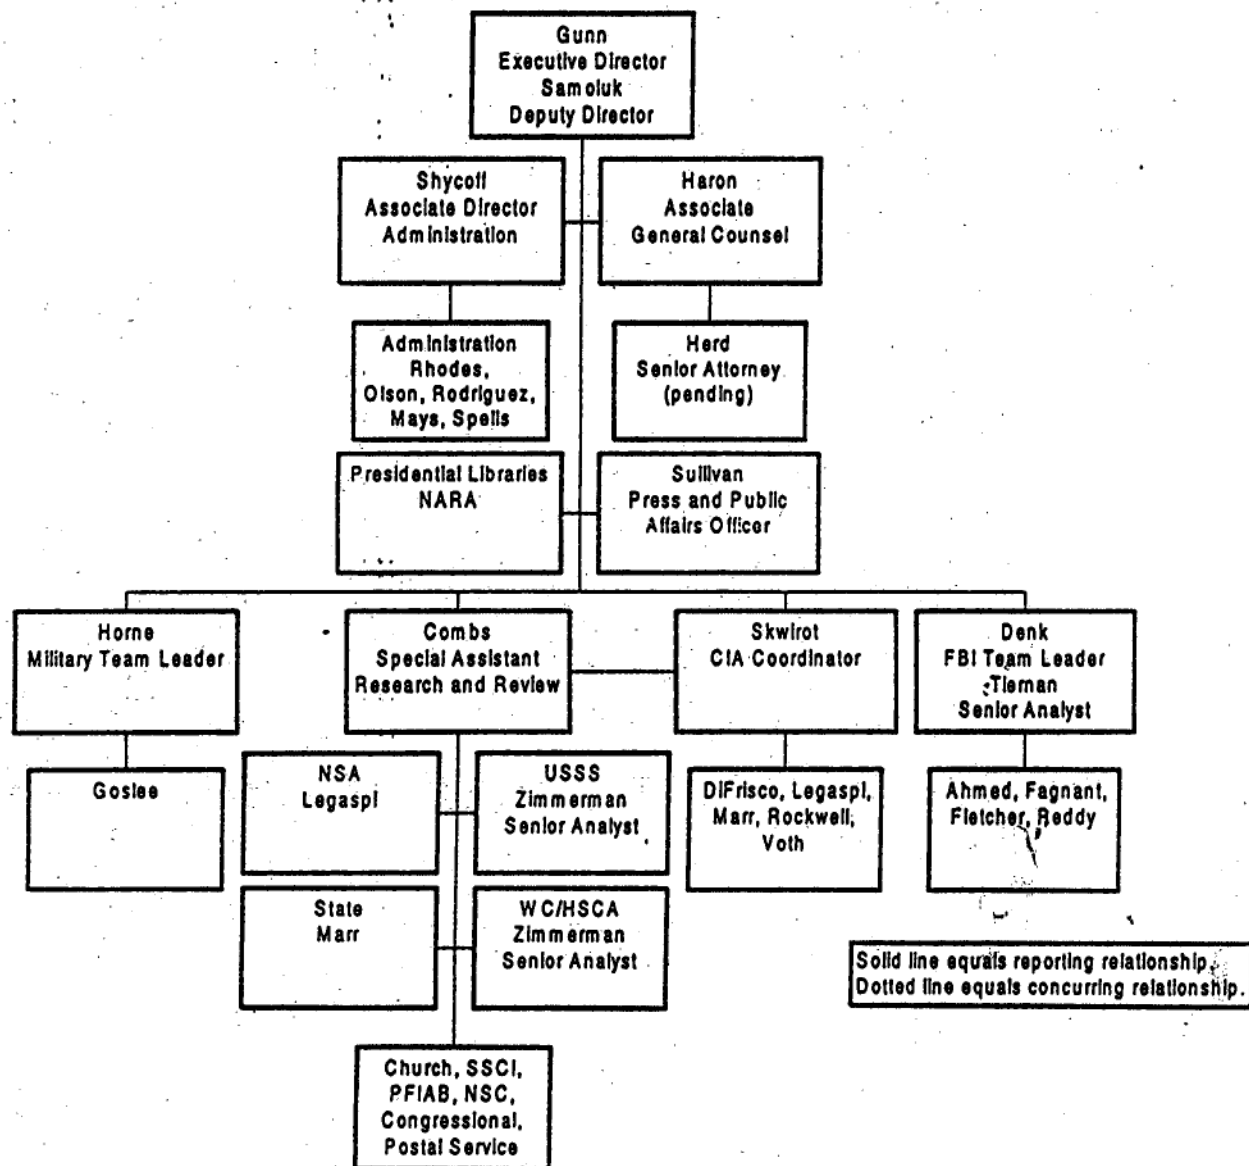 Gunn
Executive Director
Samoluk
Deputy Director
Shycoff
Associate Director
Administration
Haron
Associate
General Counsel
Administration
Rhodes,
Olson, Rodriguez,
Mays, Spells
Herd
Senior Attorney
(pending)
Presidential Libraries
NARA
Sullivan
Press and Public
Affairs Officer
Horne
Military Team Leader
Combs
Special Assistant
Research and Review
Skwirot
CIA Coordinator
Denk
FBI Team Leader
Tieman
Senior Analyst
Goslee
NSA
Legaspi
USSS
Zimmerman
Senior Analyst
DiFrisco, Legaspi,
Marr, Rockwell,
Voth
Ahmed, Fagnant,
Fletcher, Reddy
State
Marr
WC/HSCA
Zimmerman
Senior Analyst
Solid line equals reporting relationship.
Dotted line equals concurring relationship.
Church, SSCI,
PFIAB, NSC,
Congressional,
Postal Service